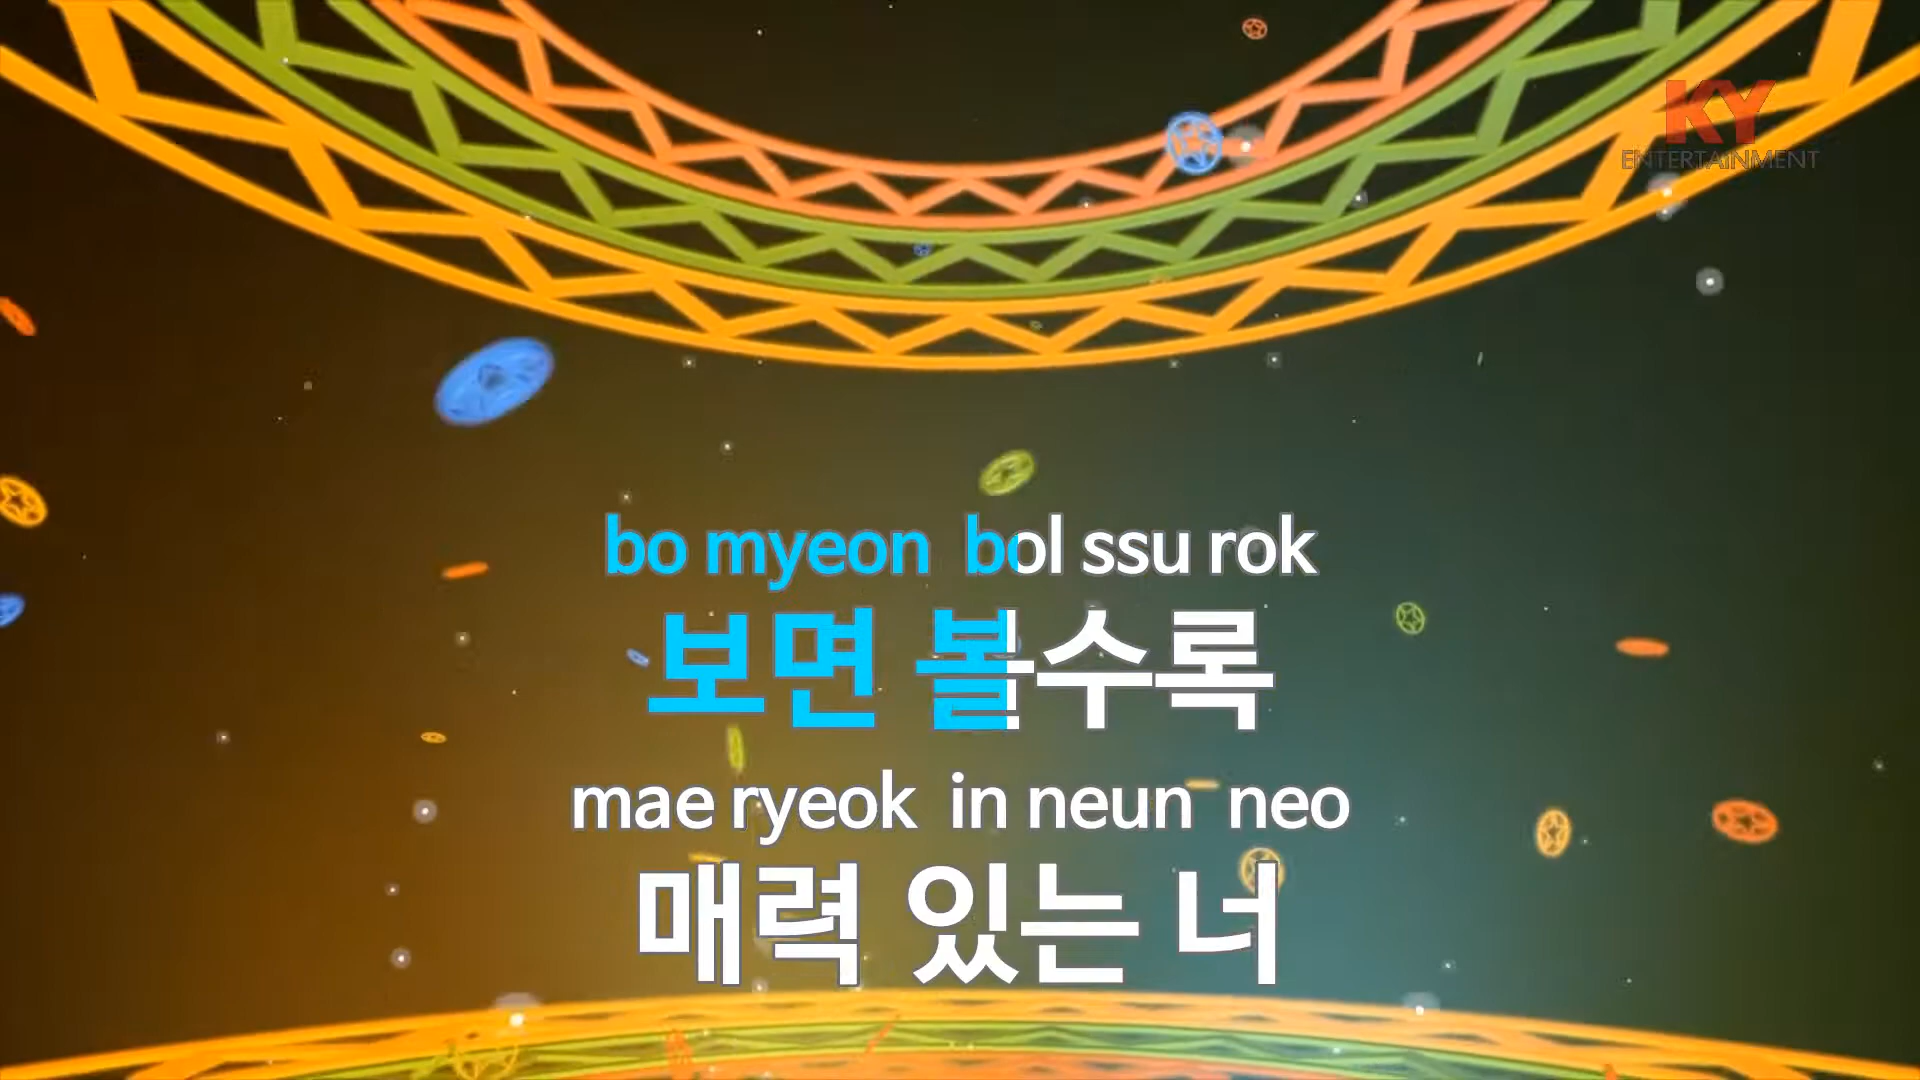 KY
ENTERTAINMENT
bo myeon bol ssu rok
보면 볼수록
mae ryeok in neun neo
매력 있는 너